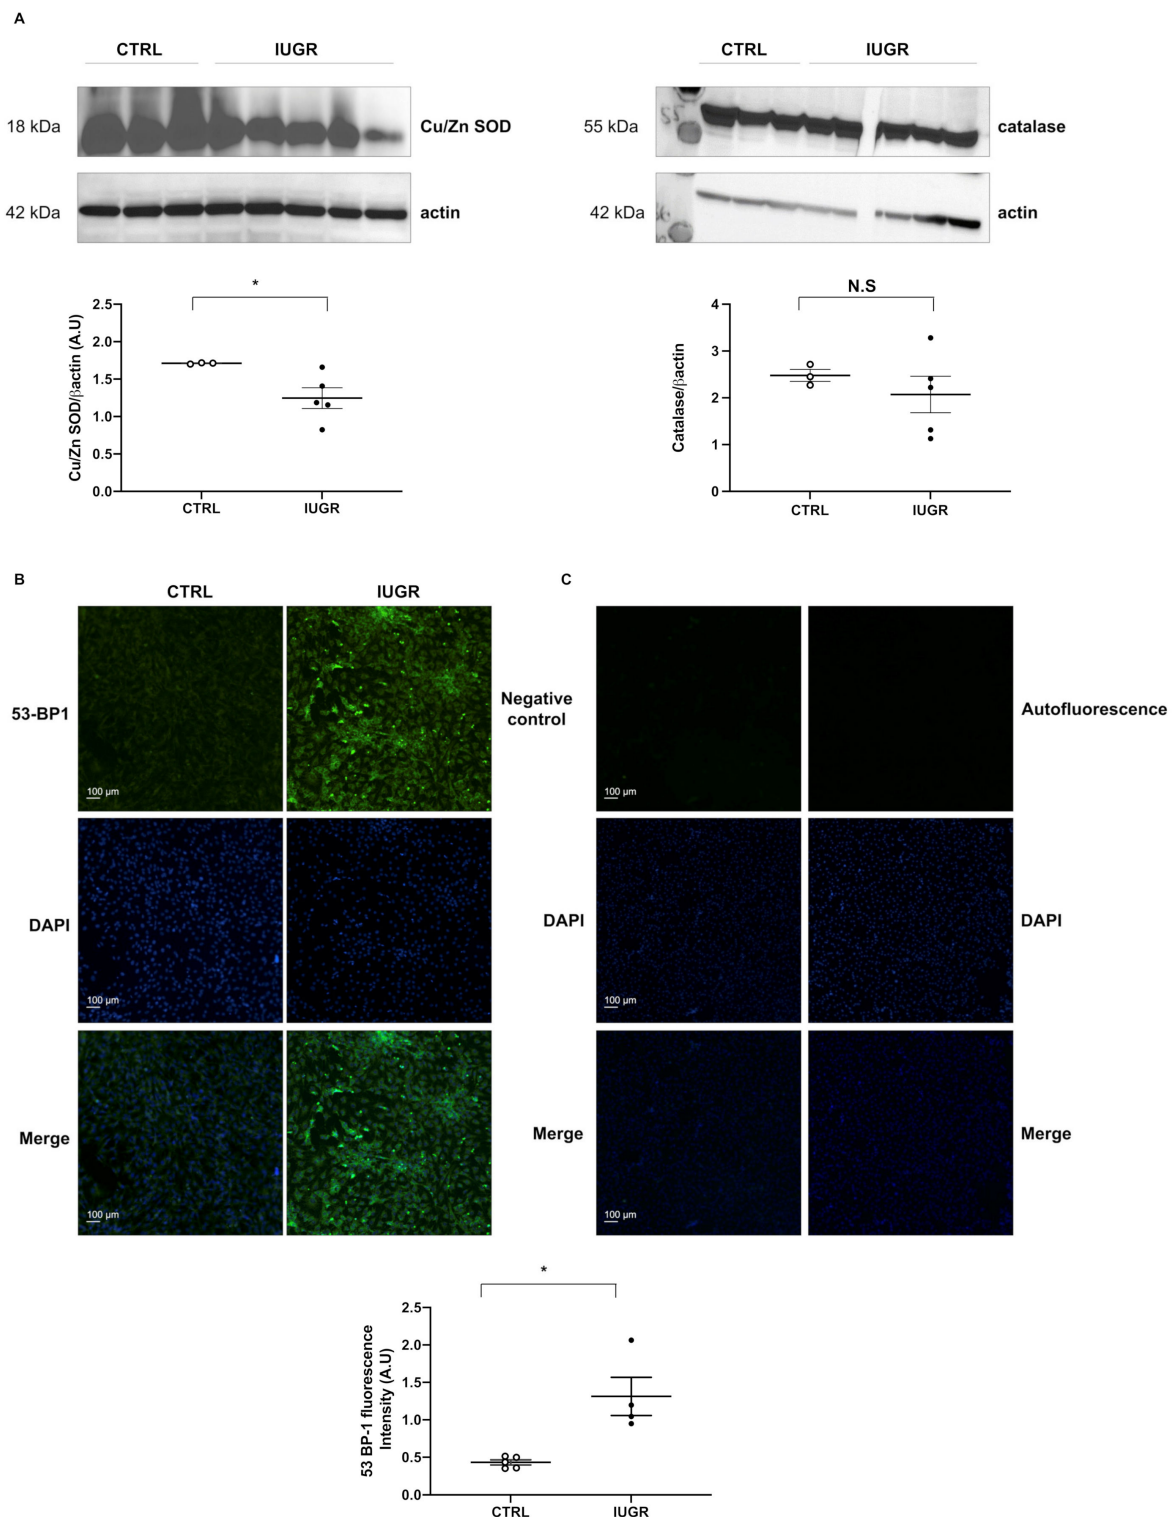 A
CTRL IUGR
18 kDa
Cu/Zn SOD
42 kDa
actin
CTRL IUGR
55 kDa
55
catalase
42 kDa
actin
*
Cu/Zn SOD/βactin (A.U)
2.5
2.0
1.5
1.0
0.5
0.0
CTRL IUGR
N.S
Catalase/βactin
4
3
2
1
0
CTRL IUGR
B
CTRL IUGR
53-BP1
100 µm
DAPI
100 µm
Merge
100 µm
C
Negative
control
100 µm
Autofluorescence
DAPI
100 µm
DAPI
Merge
100 µm
Merge
*
53 BP-1 fluorescence
Intensity (A.U)
2.5
2.0
1.5
1.0
0.5
0.0
CTRL IUGR